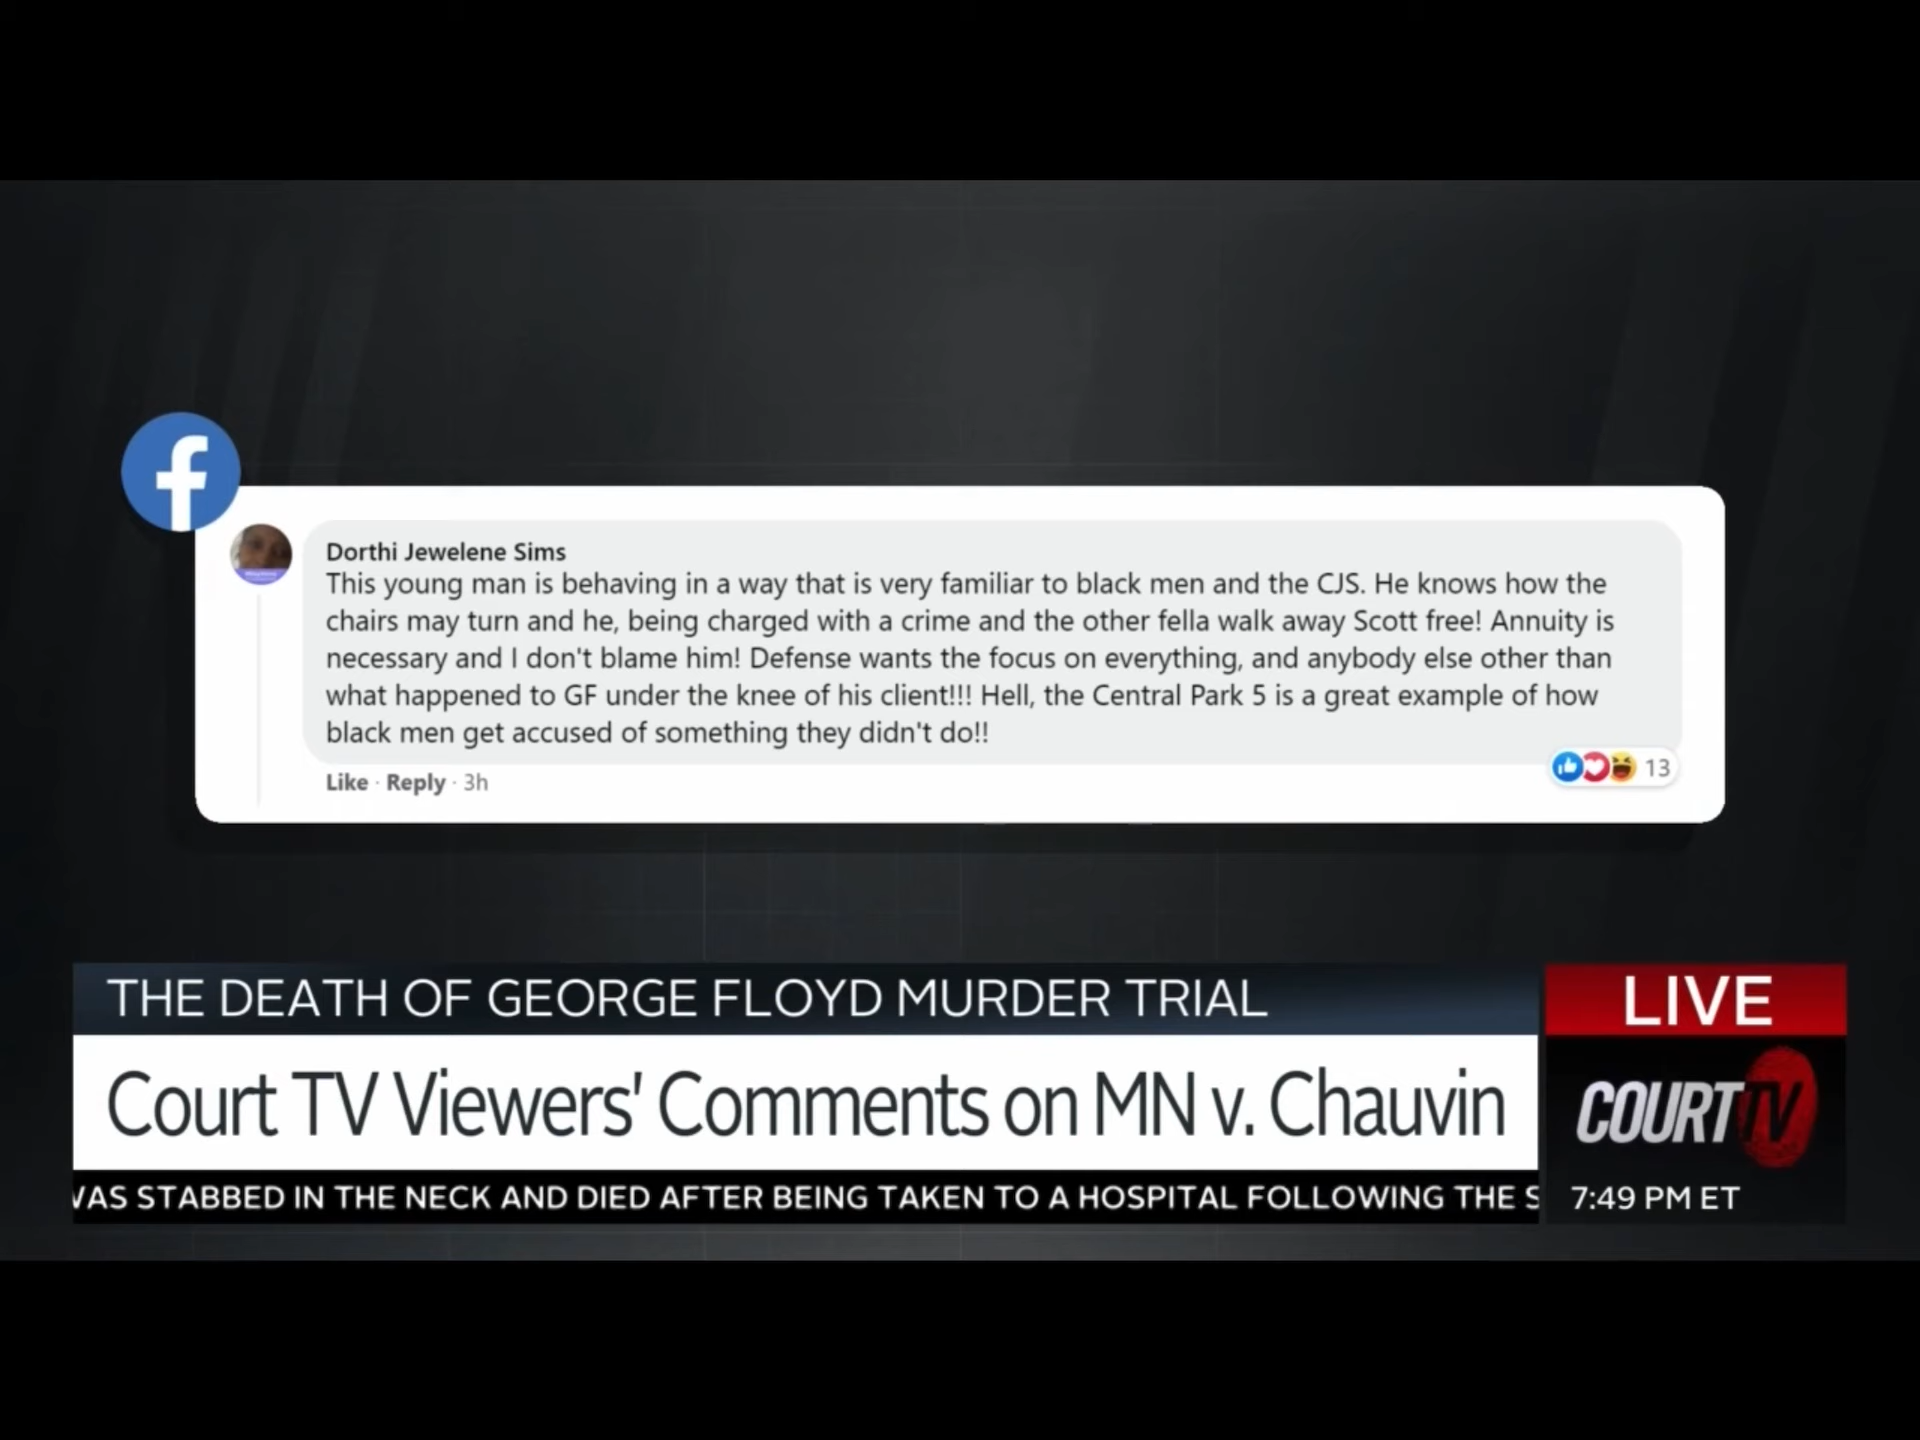 Dorthi Jewelene Sims
This young man is behaving in a way that is very familiar to black men and the CJS. He knows how the
chairs may turn and he, being charged with a crime and the other fella walk away Scott free! Annuity is
necessary and I don't blame him! Defense wants the focus on everything, and anybody else other than
what happened to GF under the knee of his client!!! Hell, the Central Park 5 is a great example of how
black men get accused of something they didn't do!!
Like · Reply · 3h
13
THE DEATH OF GEORGE FLOYD MURDER TRIAL
LIVE
Court TV Viewers' Comments on MN v. Chauvin
COURT TV
STABBED IN THE NECK AND DIED AFTER BEING TAKEN TO A HOSPITAL FOLLOWING THE
7:49 PM ET